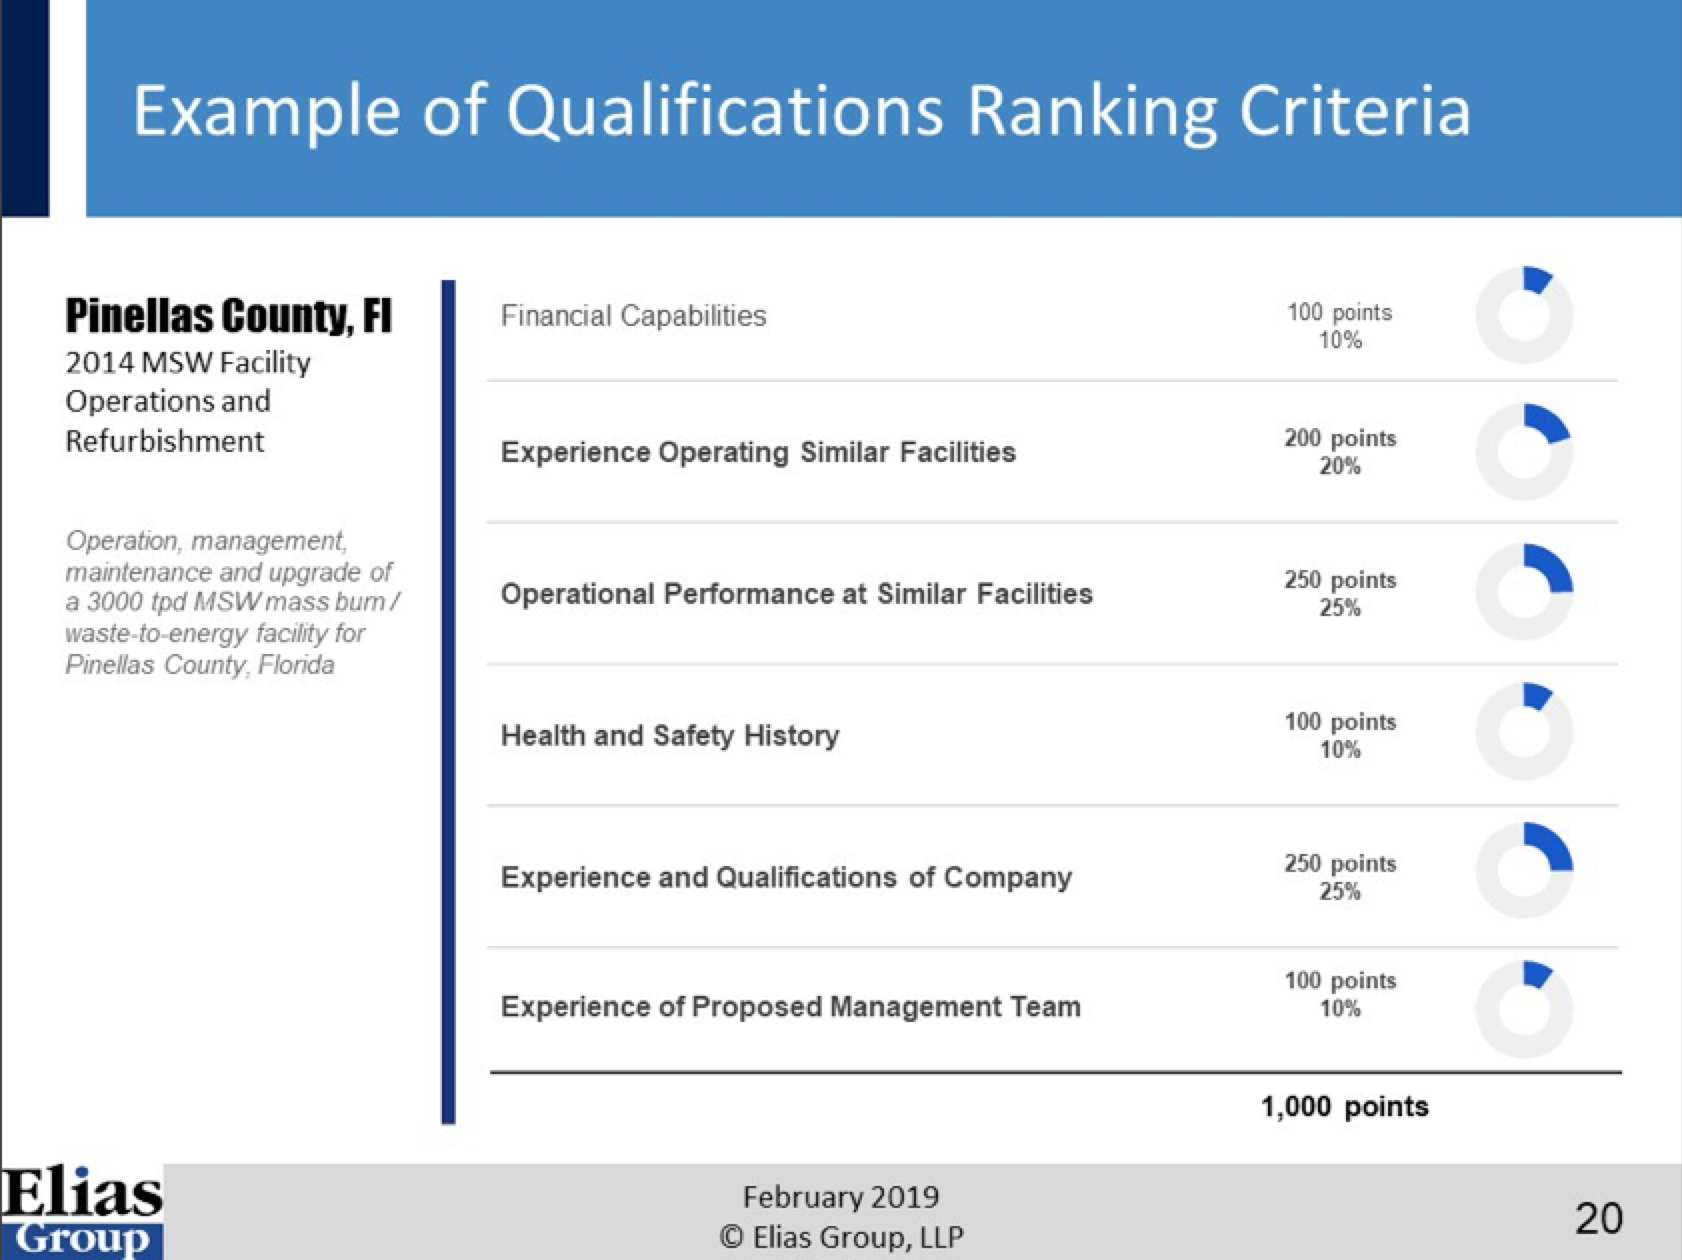 Example of Qualifications Ranking Criteria
Pinellas County, Fl
2014 MSW Facility
Operations and
Refurbishment
Operation, management,
maintenance and upgrade of
a 3000 tpd MSW mass burn /
waste-to-energy facility for
Pinellas County, Florida
Financial Capabilities
100 points
10%
Experience Operating Similar Facilities
200 points
20%
Operational Performance at Similar Facilities
250 points
25%
Health and Safety History
100 points
10%
Experience and Qualifications of Company
250 points
25%
Experience of Proposed Management Team
100 points
10%
1,000 points
Elias
Group
February 2019
© Elias Group, LLP
20